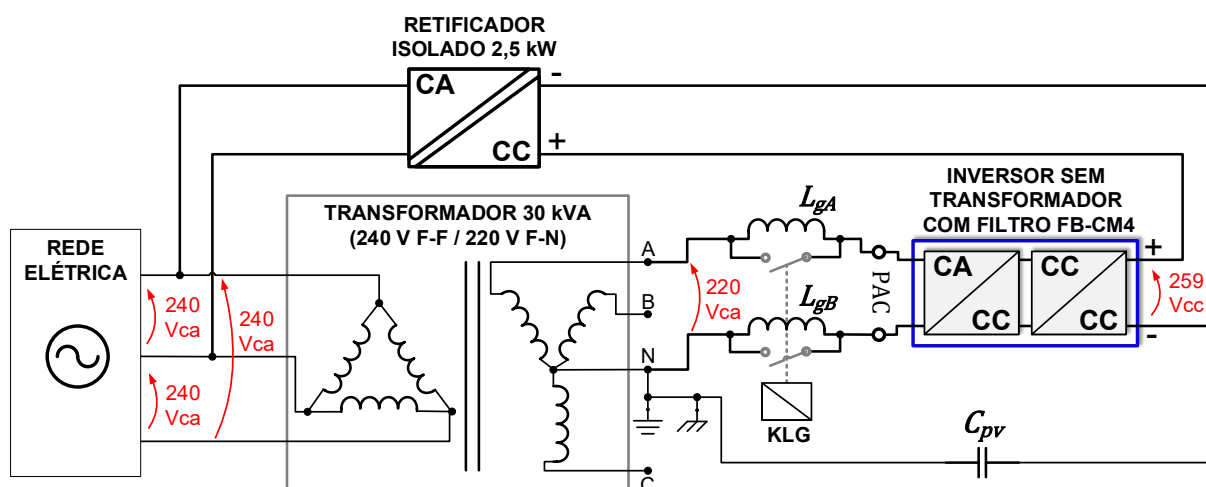 RETIFICADOR
ISOLADO 2,5 kW
CA
-
CC
+
INVERSOR SEM
TRANSFORMADOR
COM FILTRO FB-CM4
TRANSFORMADOR 30 kVA
(240 V F-F / 220 V F-N)
REDE
ELÉTRICA
240
Vca
240
Vca
240
Vca
A
B
N
C
220
Vca
LgA
LgB
KLG
PAC
CA
CC
CC
CC
+
-
259
Vcc
Cpv